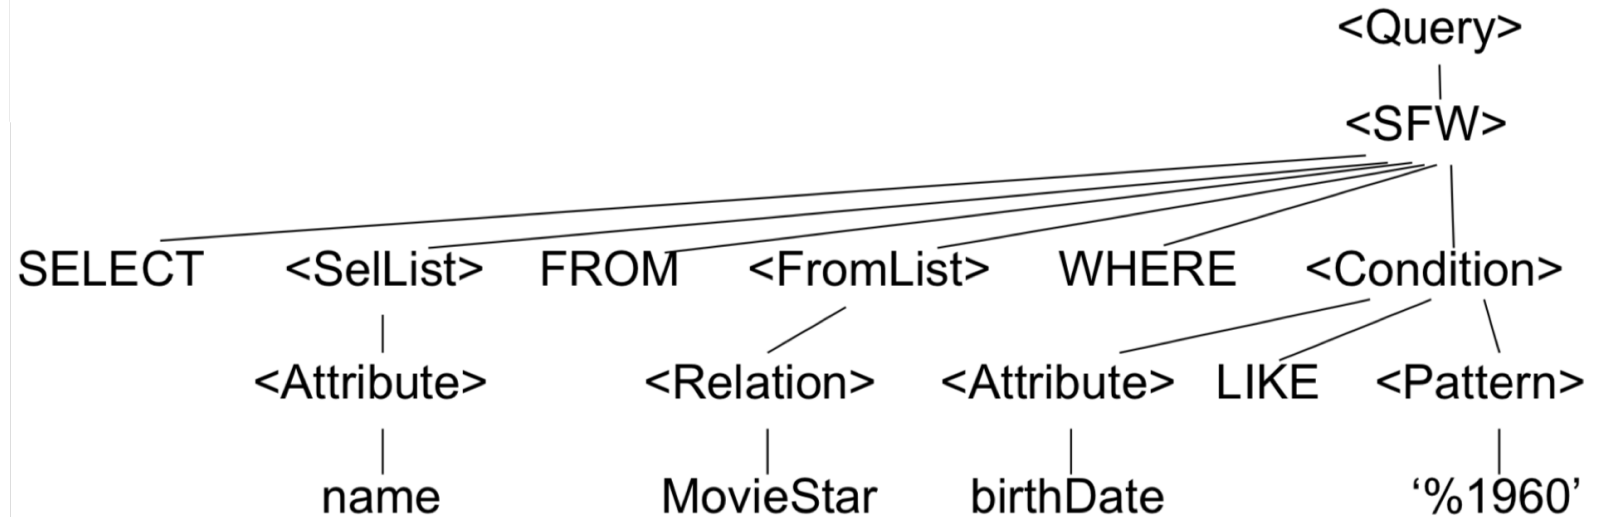 <Query>
<SFW>
SELECT <SelList> FROM <FromList> WHERE <Condition>
<Attribute> <Relation> <Attribute> LIKE <Pattern>
name MovieStar birthDate ‘%1960’